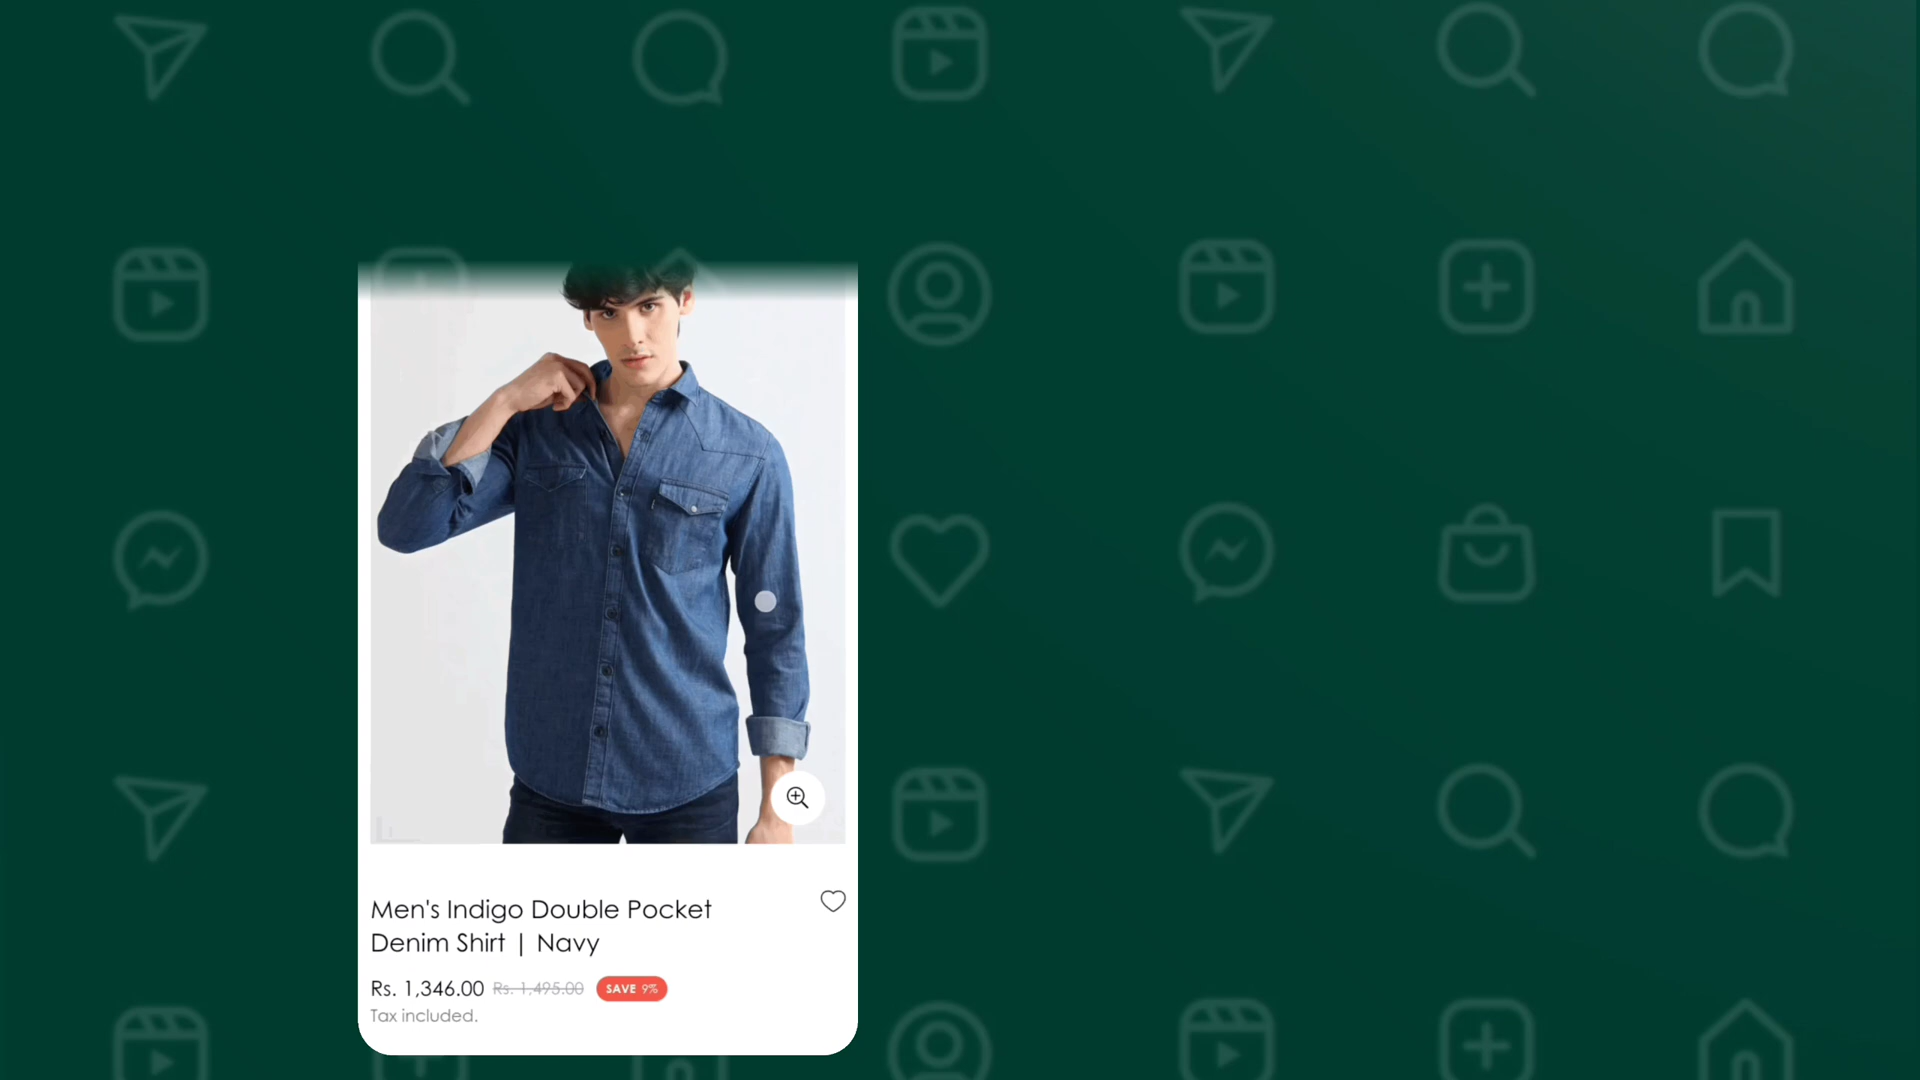 Men's Indigo Double Pocket
Denim Shirt | Navy
Rs. 1,346.00 Rs. 1,495.00 SAVE 9%
Tax included.